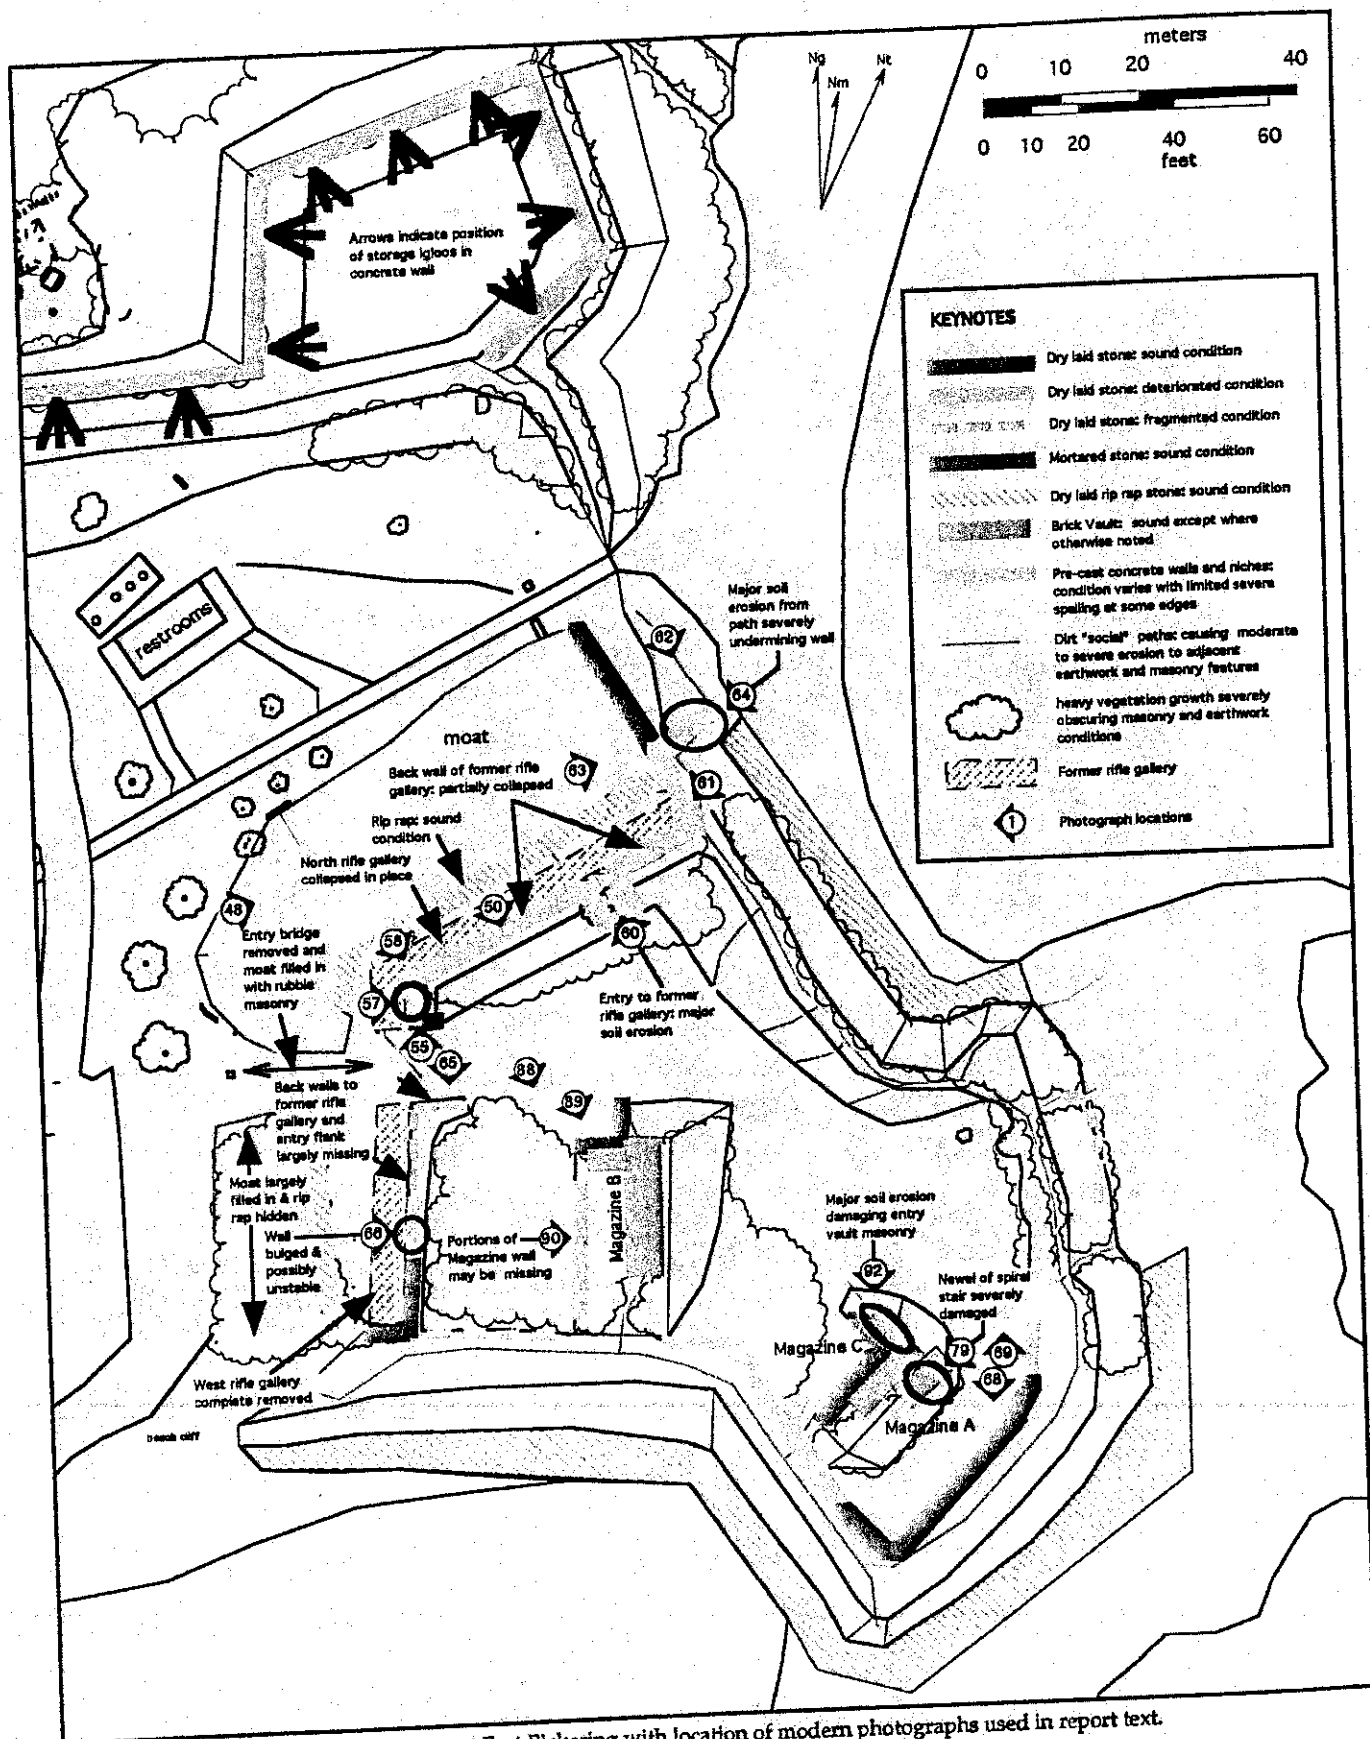 meters
0 10 20 40
0 10 20 40 60
feet
Ng
Nm
Nt
Arrows indicate position
of storage igloos in
concrete wall
KEYNOTES
Dry laid stone: sound condition
Dry laid stone: deteriorated condition
Dry laid stone: fragmented condition
Mortared stone: sound condition
Dry laid rip rap stone: sound condition
Brick Vault: sound except where
otherwise noted
Pre-cast concrete walls and niches:
condition varies with limited severe
spalling at some edges
Dirt "social" paths: causing moderate
to severe erosion to adjacent
earthwork and masonry features
heavy vegetation growth severely
obscuring masonry and earthwork
conditions
Former rifle gallery
1
Photograph locations
D
restrooms
Major soil
erosion from
path severely
undermining wall
62
64
moat
Back wall of former rifle
gallery: partially collapsed
63
61
Rip rap: sound
condition
North rifle gallery
collapsed in place
48
50
58
60
57
Entry bridge
removed and
moat filled in
with rubble
masonry
Entry to former
rifle gallery: major
soil erosion
55
65
88
89
Back walls to
former rifle
gallery and
entry flank
largely missing
Moat largely
filled in & rip
rap hidden
Wall
bulged &
possibly
unstable
66
Portions of
Magazine wall
may be missing
90
Magazine B
Major soil erosion
damaging entry
vault masonry
92
Newel of spiral
stair severely
damaged
Magazine C
79
69
68
Magazine A
West rifle gallery
complete removed
beach cliff
with location of modern photographs used in report text.